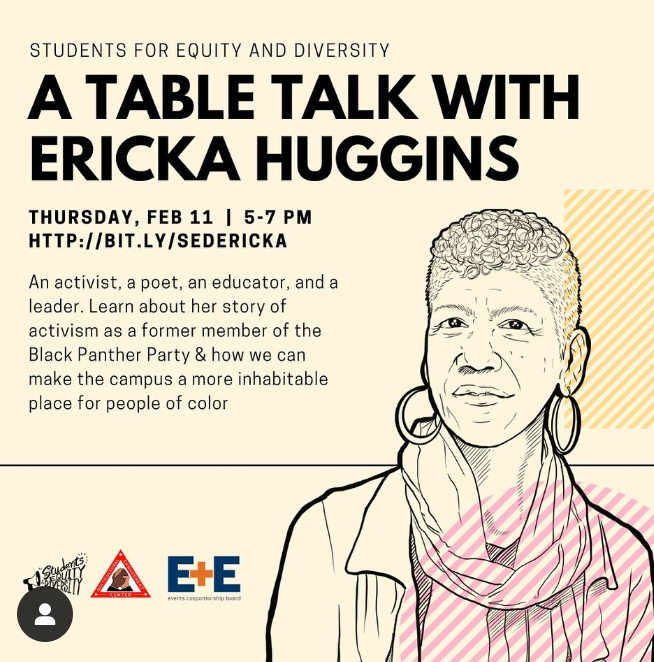 STUDENTS FOR EQUITY AND DIVERSITY
A TABLE TALK WITH
ERICKA HUGGINS
THURSDAY, FEB 11 | 5-7 PM
HTTP://BIT.LY/SEDERICKA
An activist, a poet, an educator, and a
leader. Learn about her story of
activism as a former member of the
Black Panther Party & how we can
make the campus a more inhabitable
place for people of color
Students
EQUITY
CENTER
E+E
events cosponsorship board